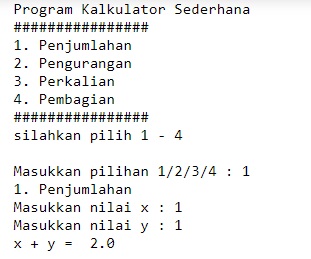 Program Kalkulator Sederhana
################
1. Penjumlahan
2. Pengurangan
3. Perkalian
4. Pembagian
################
silahkan pilih 1 - 4
Masukkan pilihan 1/2/3/4 : 1
1. Penjumlahan
Masukkan nilai x : 1
Masukkan nilai y : 1
x + y =  2.0